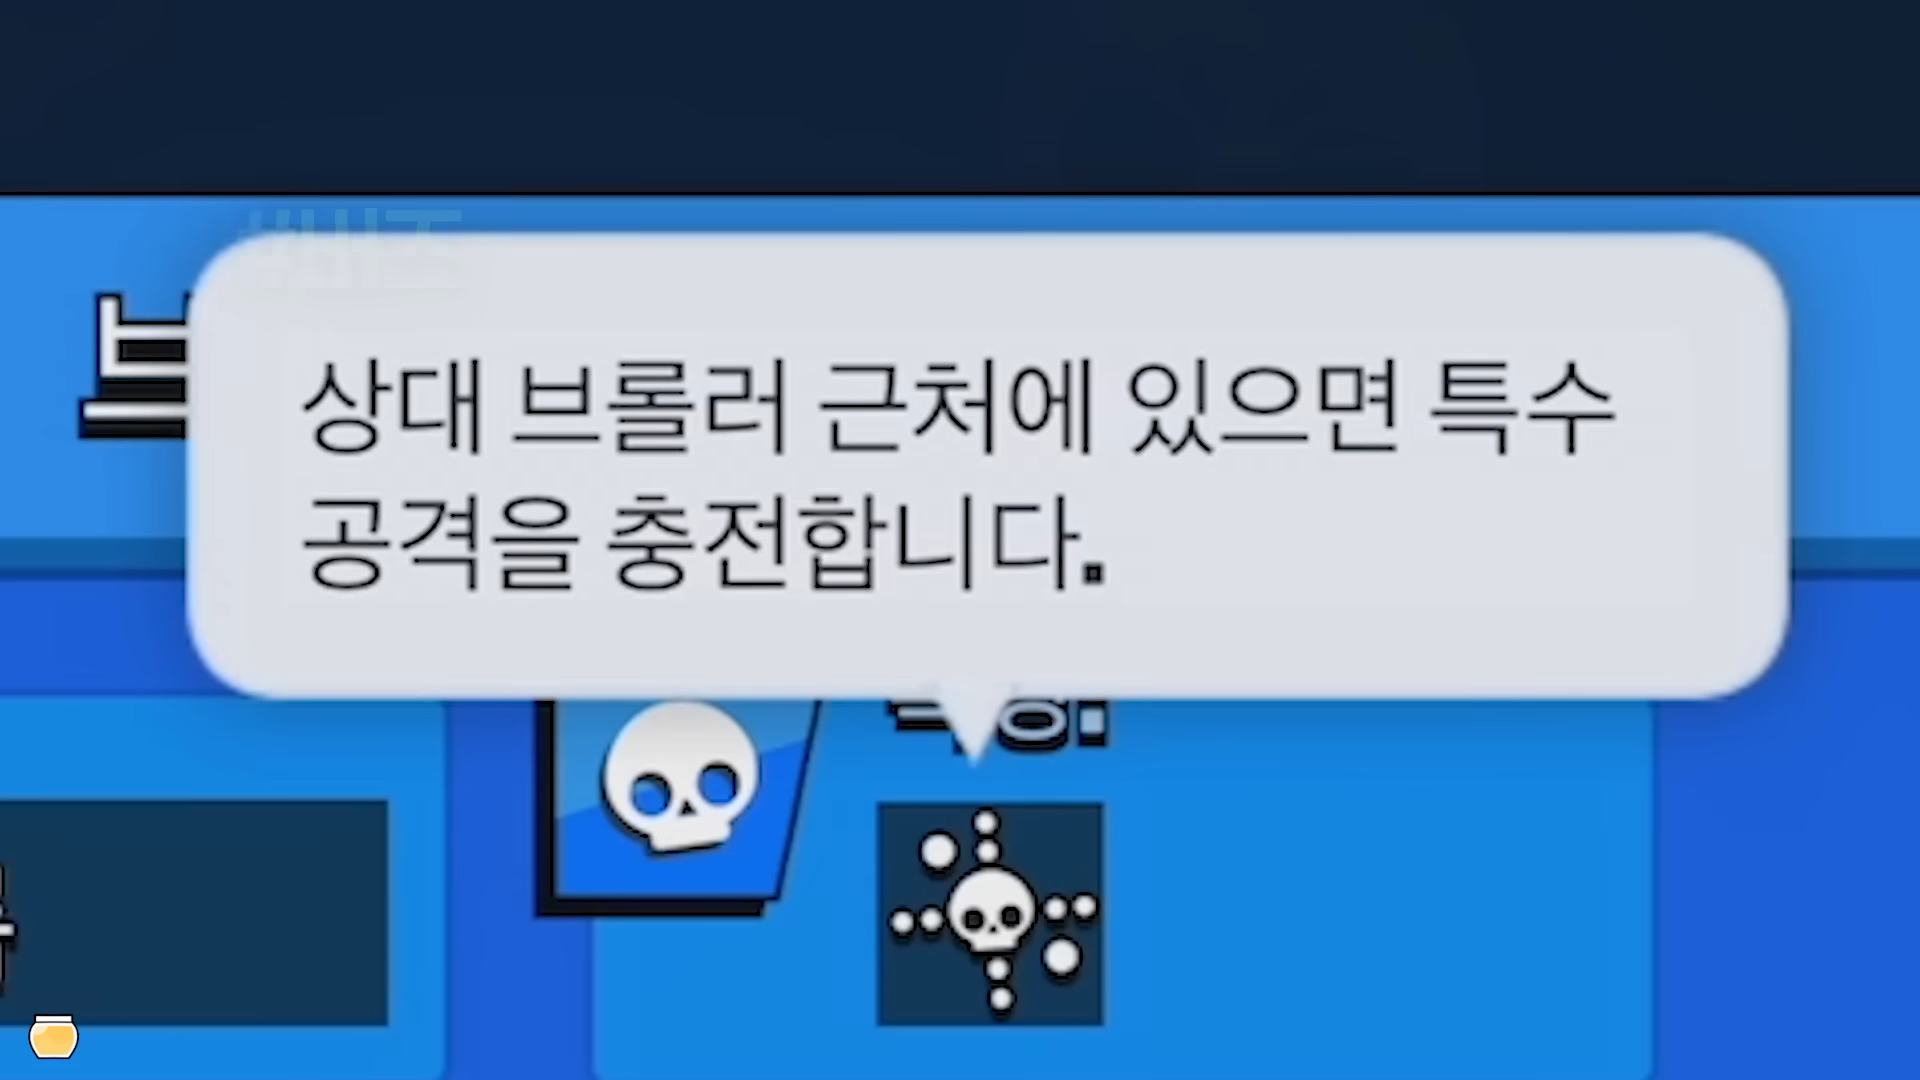 브
상대 브롤러 근처에 있으면 특수
공격을 충전합니다.